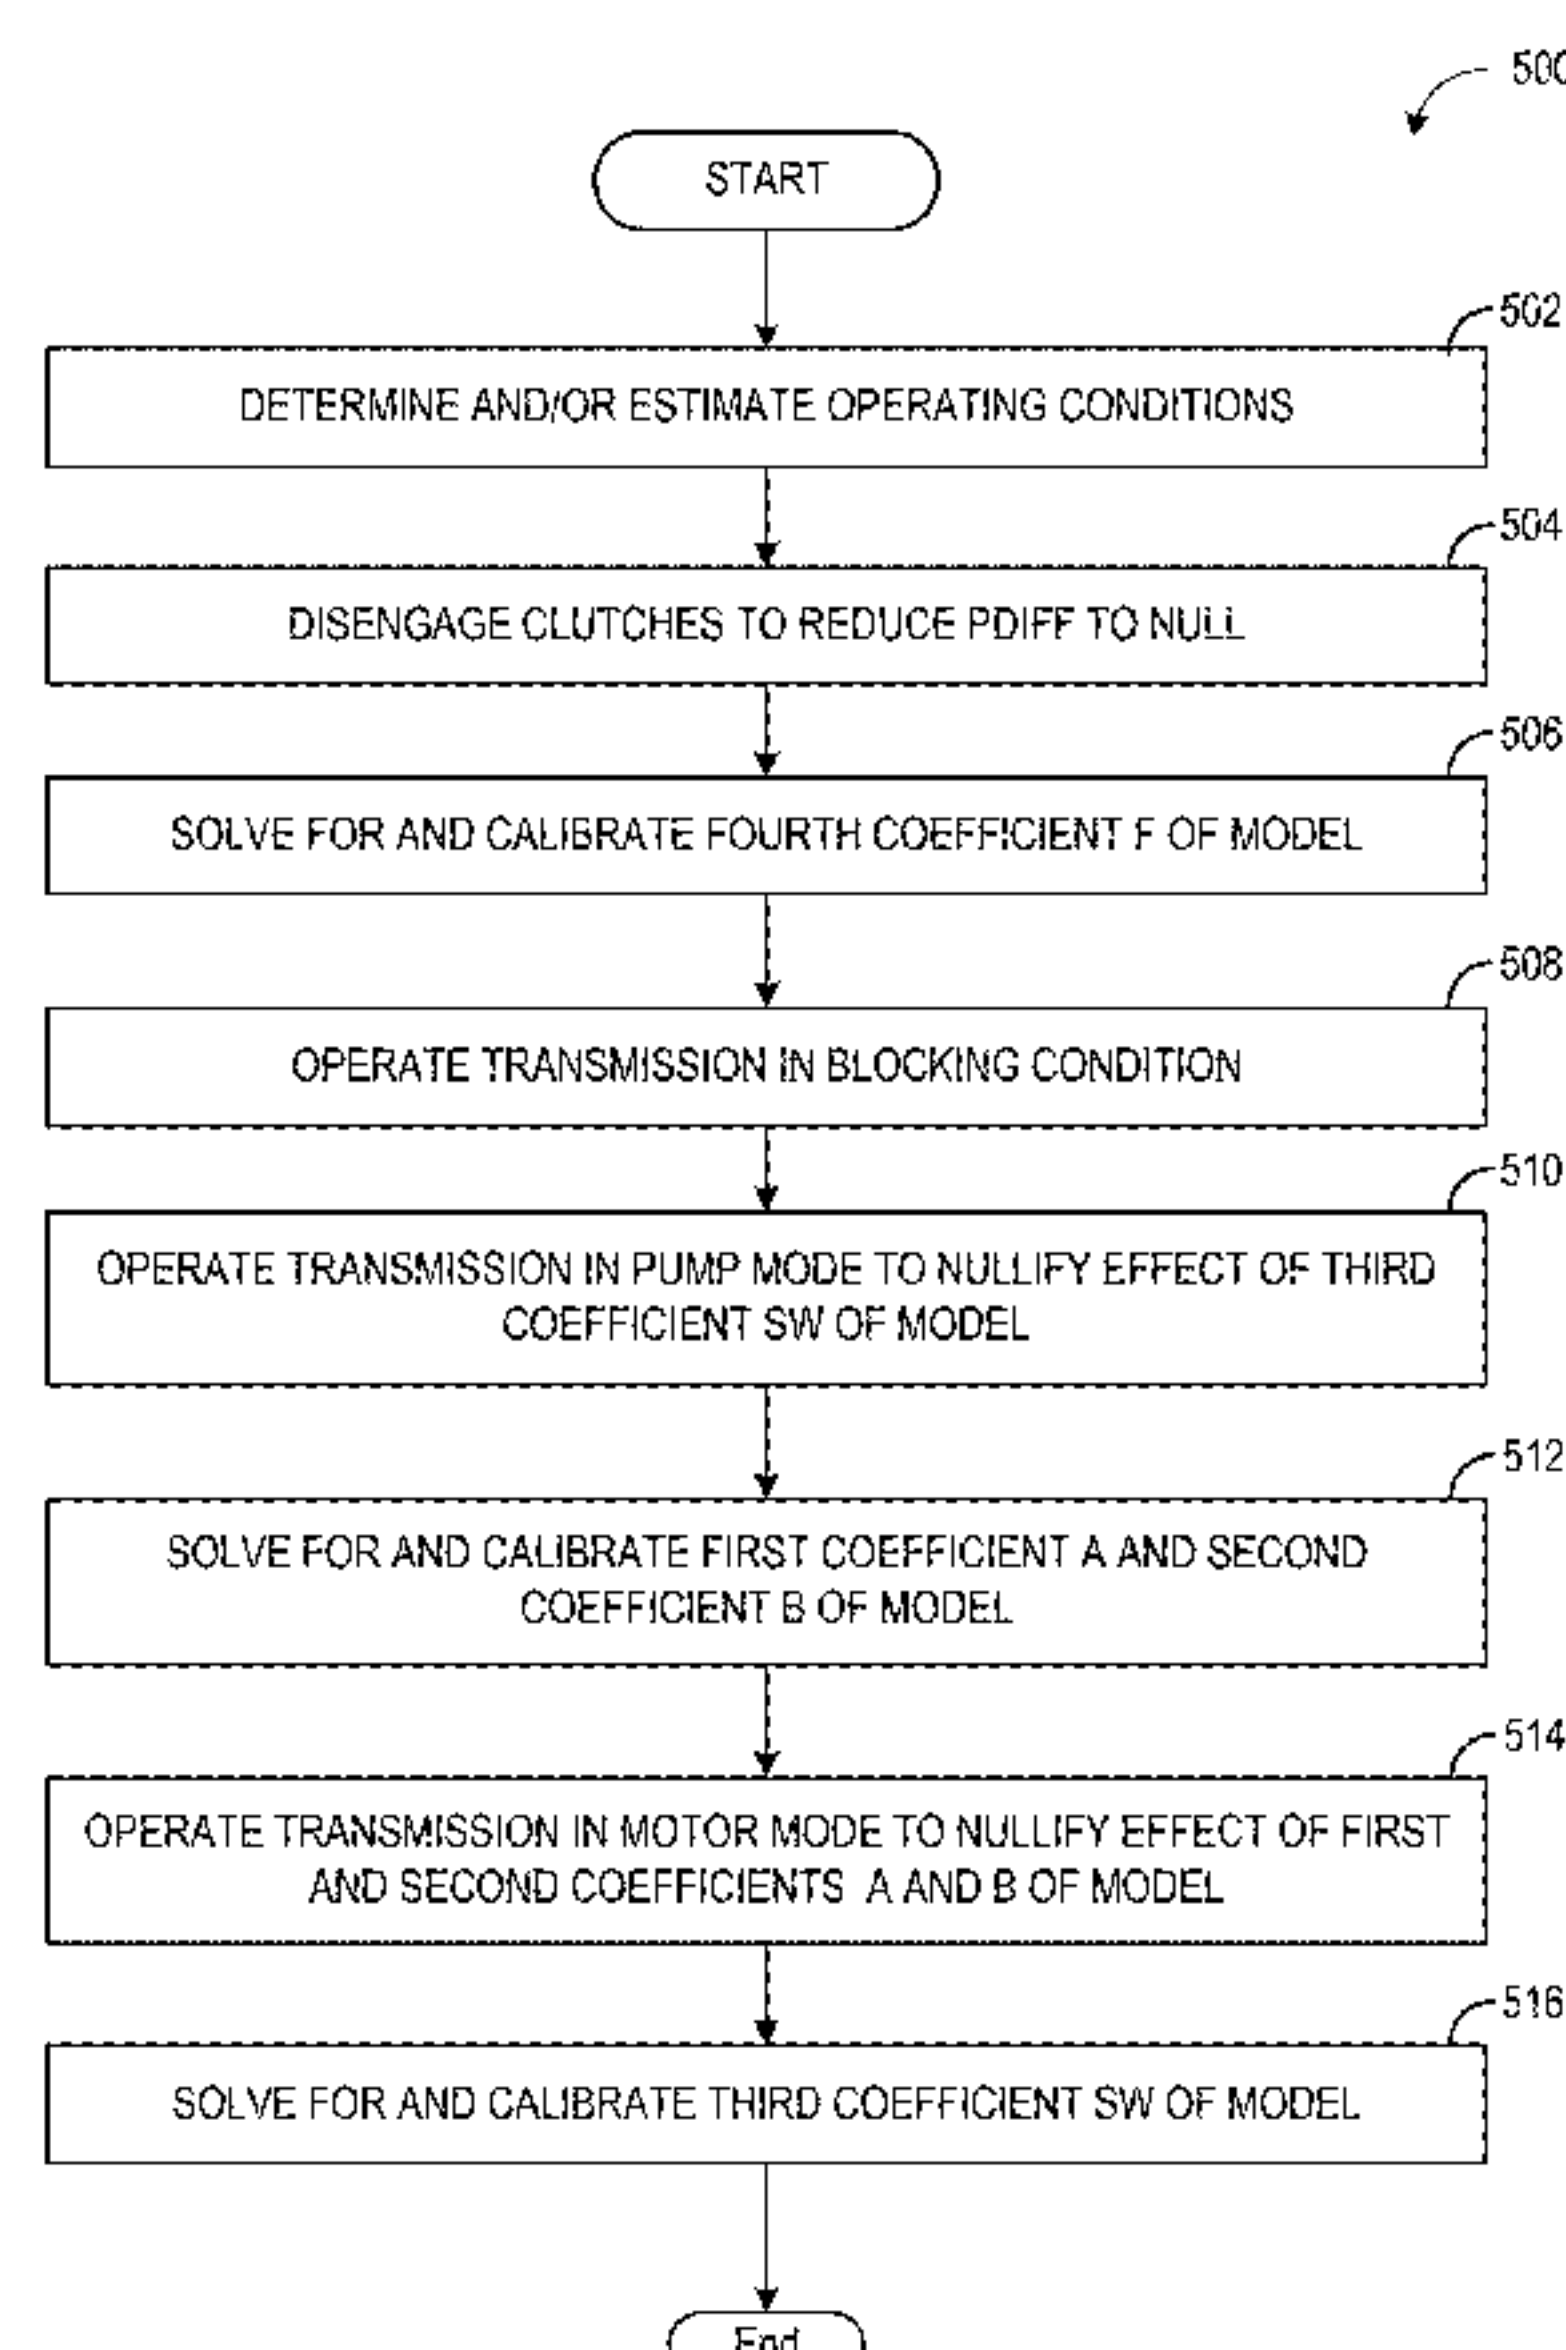 500
START
502
DETERMINE AND/OR ESTIMATE OPERATING CONDITIONS
504
DISENGAGE CLUTCHES TO REDUCE PDIFF TO NULL
506
SOLVE FOR AND CALIBRATE FOURTH COEFFICIENT F OF MODEL
508
OPERATE TRANSMISSION IN BLOCKING CONDITION
510
OPERATE TRANSMISSION IN PUMP MODE TO NULLIFY EFFECT OF THIRD
COEFFICIENT SW OF MODEL
512
SOLVE FOR AND CALIBRATE FIRST COEFFICIENT A AND SECOND
COEFFICIENT B OF MODEL
514
OPERATE TRANSMISSION IN MOTOR MODE TO NULLIFY EFFECT OF FIRST
AND SECOND COEFFICIENTS A AND B OF MODEL
516
SOLVE FOR AND CALIBRATE THIRD COEFFICIENT SW OF MODEL
End